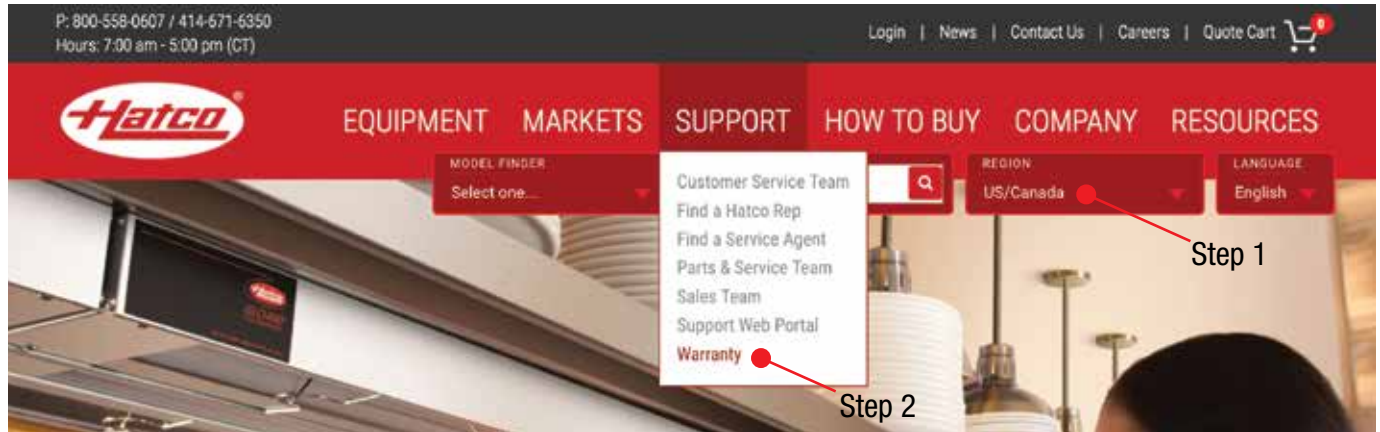 P: 800-558-0607 / 414-671-6350
Hours: 7:00 am - 5:00 pm (CT)
Login | News | Contact Us | Careers | Quote Cart 0
Hatco®
EQUIPMENT MARKETS SUPPORT HOW TO BUY COMPANY RESOURCES
MODEL FINDER
Select one...
REGION
US/Canada
LANGUAGE
English
Step 1
Customer Service Team
Find a Hatco Rep
Find a Service Agent
Parts & Service Team
Sales Team
Support Web Portal
Warranty
Step 2
Hatco